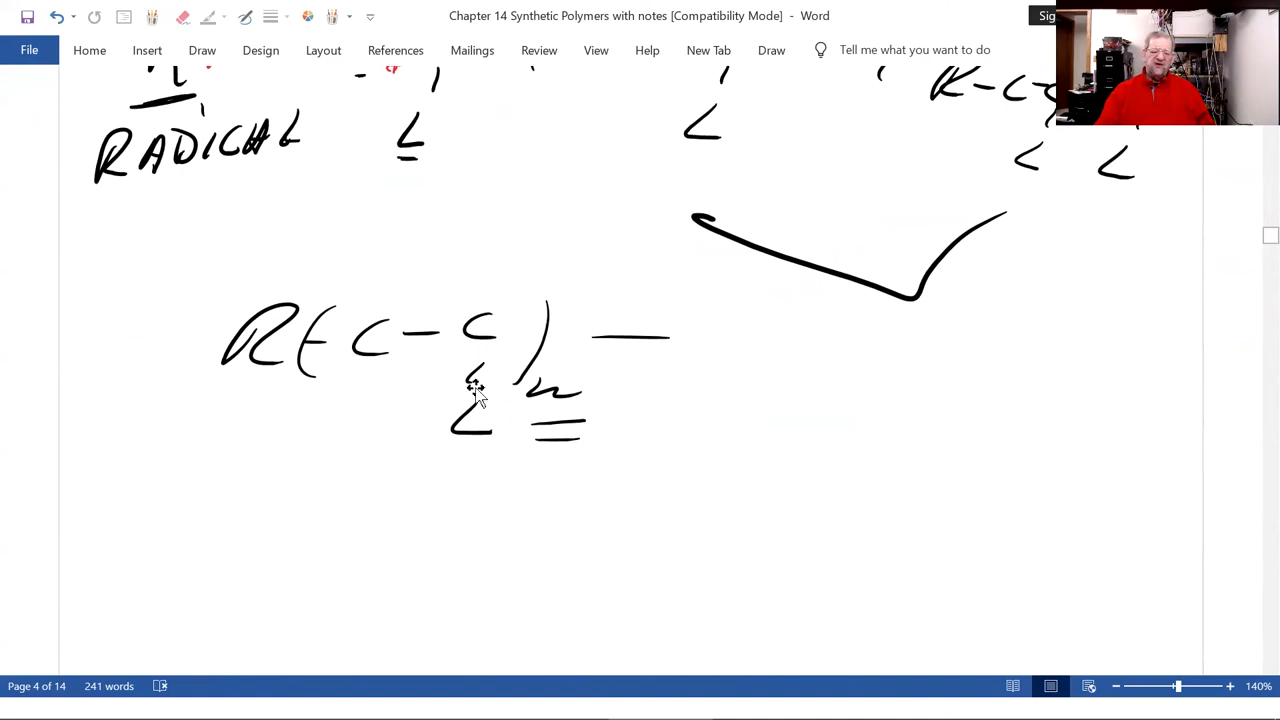 Chapter 14 Synthetic Polymers with notes [Compatibility Mode] - Word
Sig
File Home Insert Draw Design Layout References Mailings Review View Help New Tab Draw Tell me what you want to do
R-C-C
RADICAL L L
L L
R(-C-C)n—
L
Page 4 of 14 241 words 140%